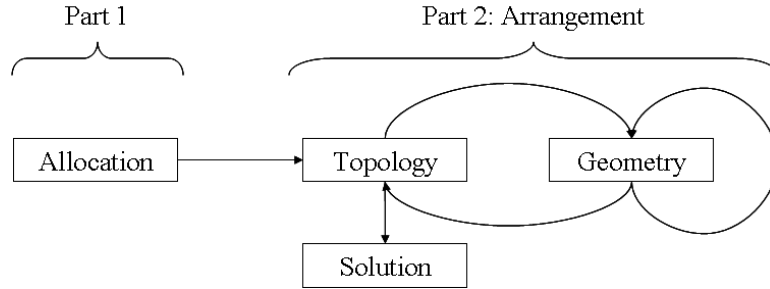 Part 1
Part 2: Arrangement
Allocation
Topology
Geometry
Solution